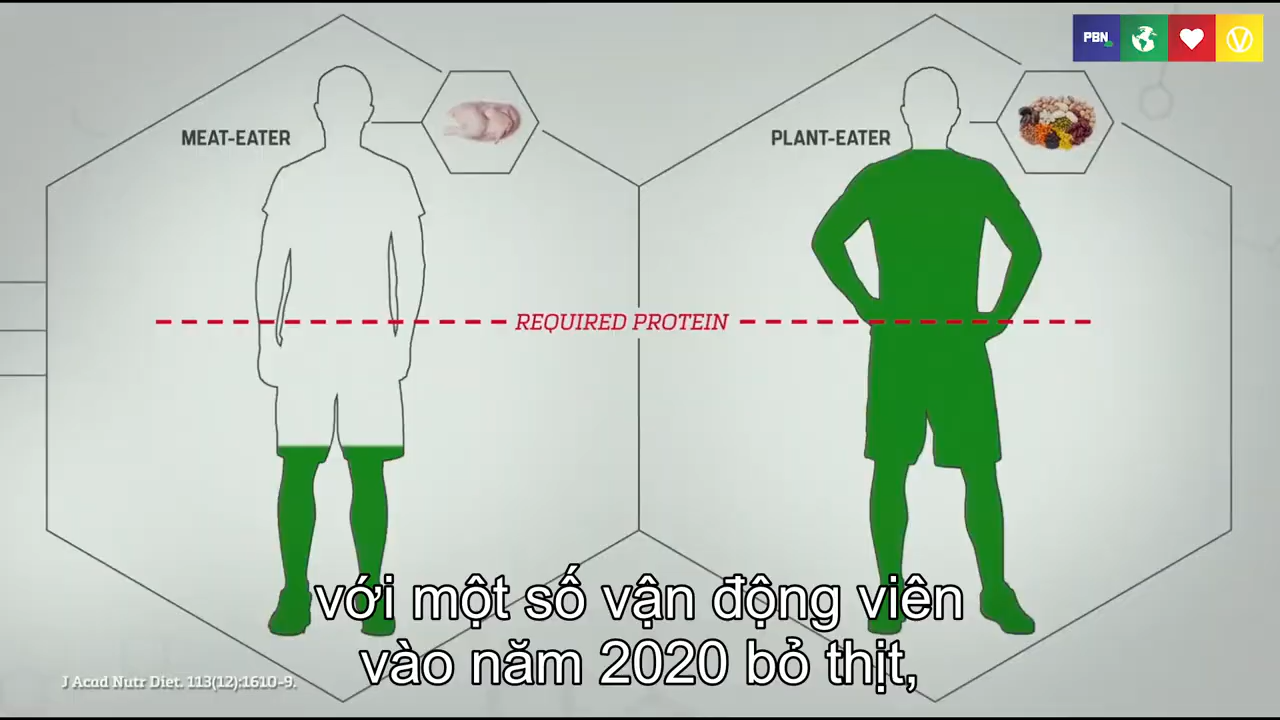 PBN
MEAT-EATER
PLANT-EATER
REQUIRED PROTEIN
với một số vận động viên
vào năm 2020 bỏ thịt,
J Acad Nutr Diet. 113(12):1610-9.